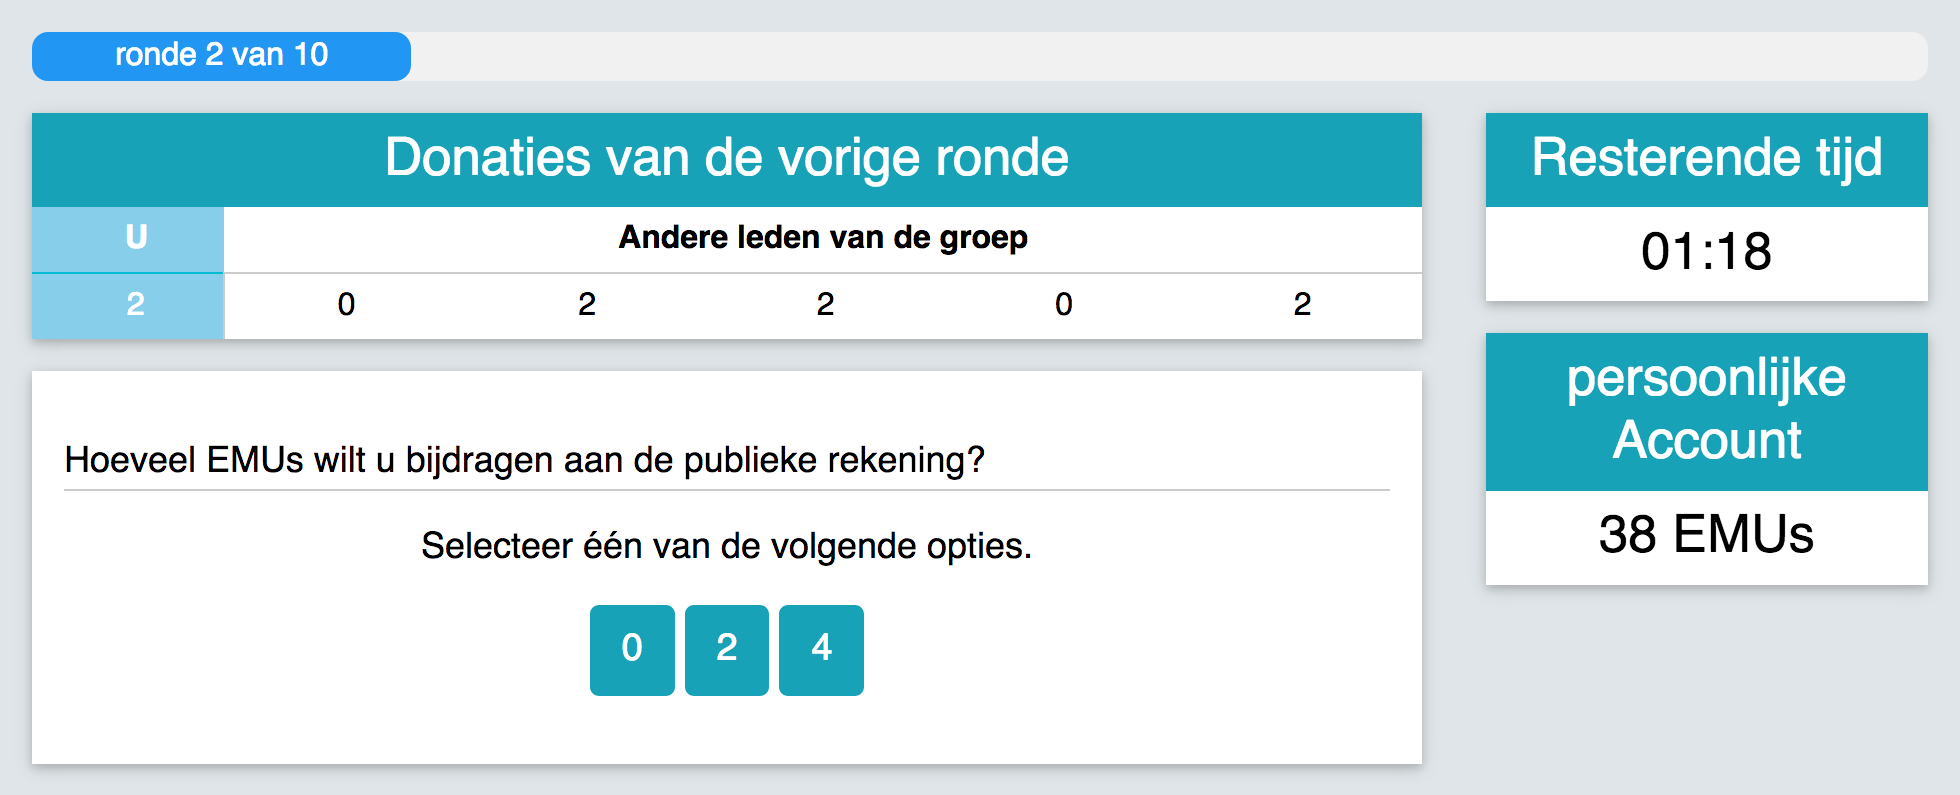 ronde 2 van 10
Donaties van de vorige ronde
U
Andere leden van de groep
2 0 2 2 0 2
Hoeveel EMUs wilt u bijdragen aan de publieke rekening?
Selecteer één van de volgende opties.
0 2 4
Resterende tijd
01:18
persoonlijke
Account
38 EMUs